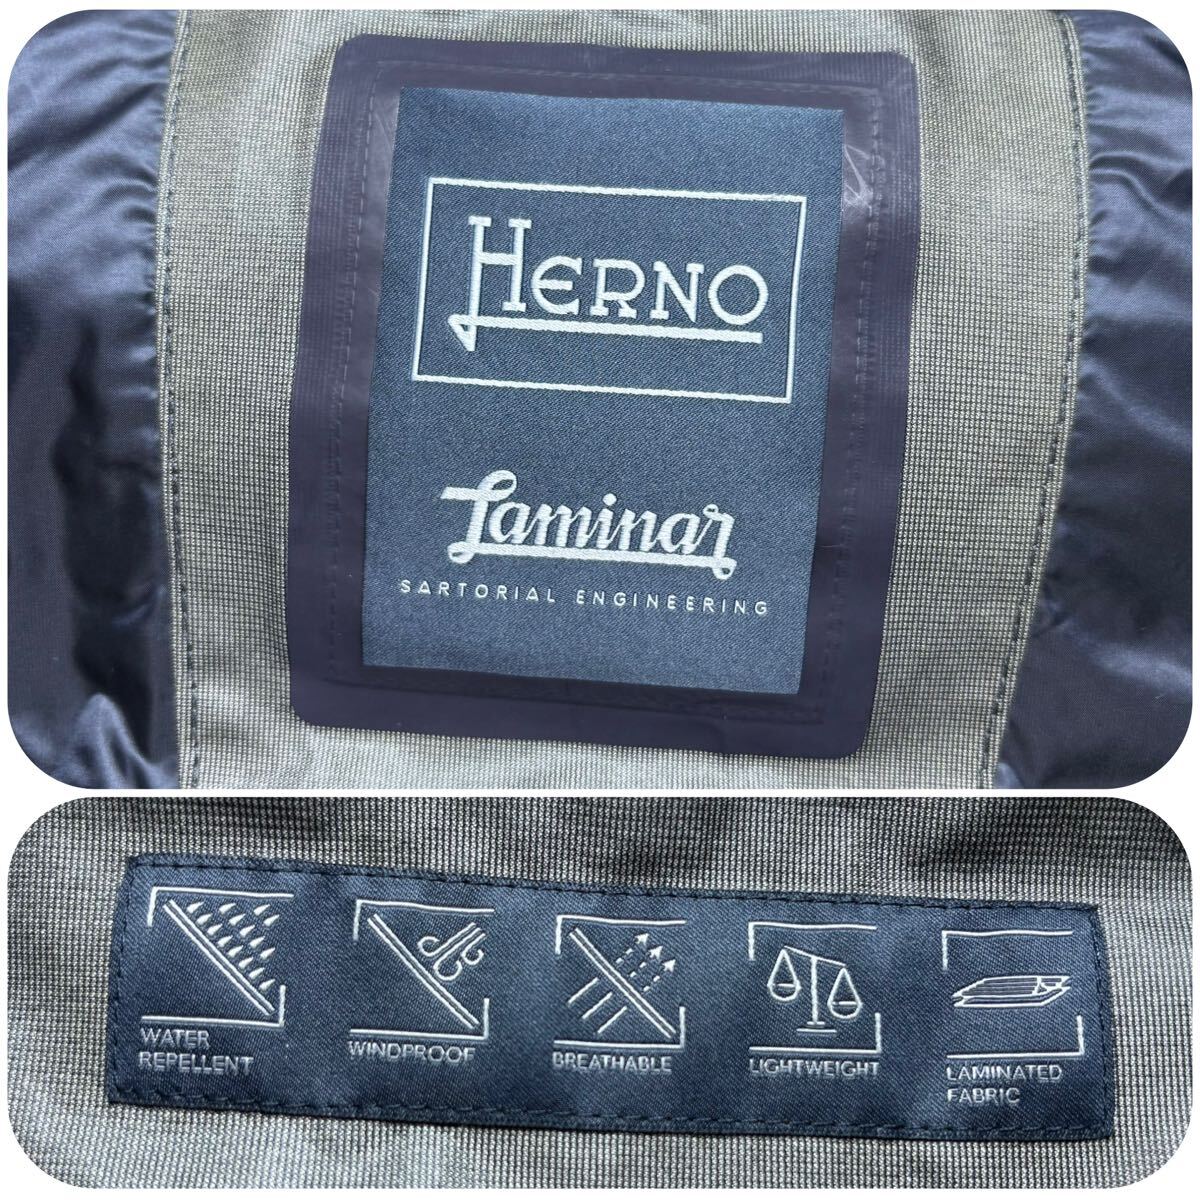 HERNO
Laminar
SARTORIAL ENGINEERING
WATER
REPELLENT
WINDPROOF
BREATHABLE
LIGHTWEIGHT
LAMINATED
FABRIC